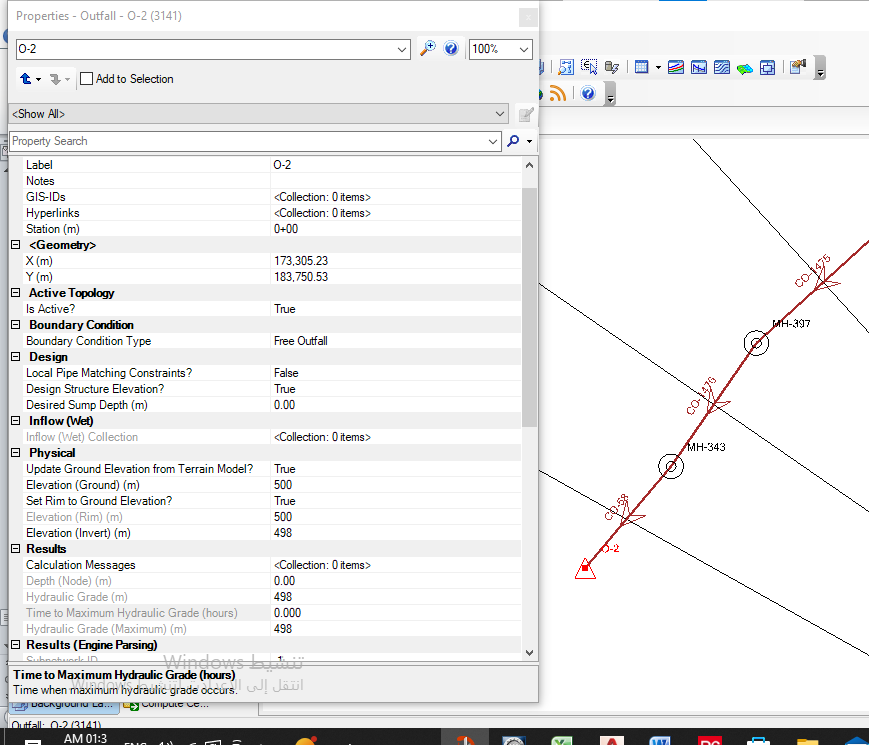 Properties - Outfall - O-2 (3141)
O-2
100%
Add to Selection
<Show All>
Property Search
Label O-2
Notes
GIS-IDs <Collection: 0 items>
Hyperlinks <Collection: 0 items>
Station (m) 0+00
<Geometry>
X (m) 173,305.23
Y (m) 183,750.53
Active Topology
Is Active? True
Boundary Condition
Boundary Condition Type Free Outfall
Design
Local Pipe Matching Constraints? False
Design Structure Elevation? True
Desired Sump Depth (m) 0.00
Inflow (Wet)
Inflow (Wet) Collection <Collection: 0 items>
Physical
Update Ground Elevation from Terrain Model? True
Elevation (Ground) (m) 500
Set Rim to Ground Elevation? True
Elevation (Rim) (m) 500
Elevation (Invert) (m) 498
Results
Calculation Messages <Collection: 0 items>
Depth (Node) (m) 0.00
Hydraulic Grade (m) 498
Time to Maximum Hydraulic Grade (hours) 0.000
Hydraulic Grade (Maximum) (m) 498
Results (Engine Parsing)
Subnetwork ID 1
تنشيط Windows
انتقل إلى الإعدادات لتنشيط Windows
Time to Maximum Hydraulic Grade (hours)
Time when maximum hydraulic grade occurs.
Background La...
Compute Ce...
Outfall: O-2 (3141)
AM 01:3
ENG
CO-1475
MH-397
CO-1476
MH-343
CO-58
O-2